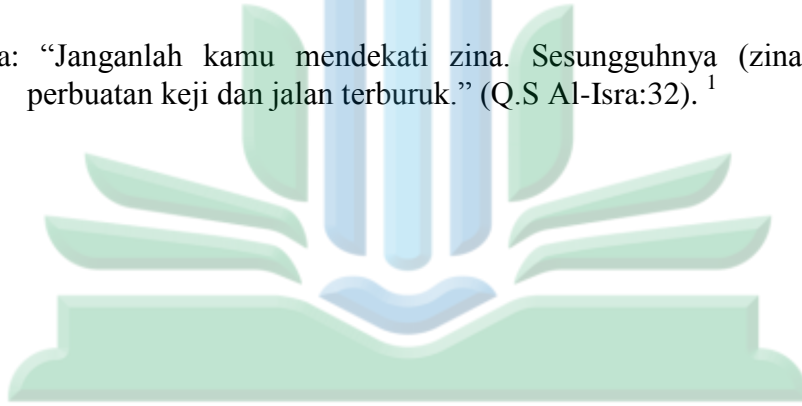 a: “Janganlah kamu mendekati zina. Sesungguhnya (zina
perbuatan keji dan jalan terburuk.” (Q.S Al-Isra:32). 1